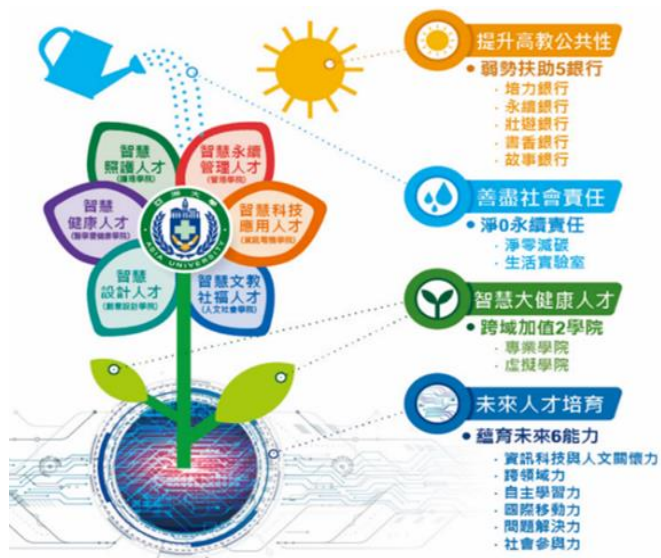 提升高教公共性
• 弱勢扶助5銀行
· 培力銀行
· 永續銀行
· 壯遊銀行
· 書香銀行
· 故事銀行
善盡社會責任
• 淨0永續責任
· 淨零減碳
· 生活實驗室
智慧大健康人才
• 跨域加值2學院
· 專業學院
· 虛擬學院
未來人才培育
• 蘊育未來6能力
· 資訊科技與人文關懷力
· 跨領域力
· 自主學習力
· 國際移動力
· 問題解決力
· 社會參與力
智慧
照護人才
(護理學院)
智慧永續
管理人才
(管理學院)
智慧
健康人才
(醫學暨健康學院)
智慧科技
應用人才
(資訊電機學院)
智慧
設計人才
(創意設計學院)
智慧文教
社福人才
(人文社會學院)
亞洲大學
ASIA UNIVERSITY